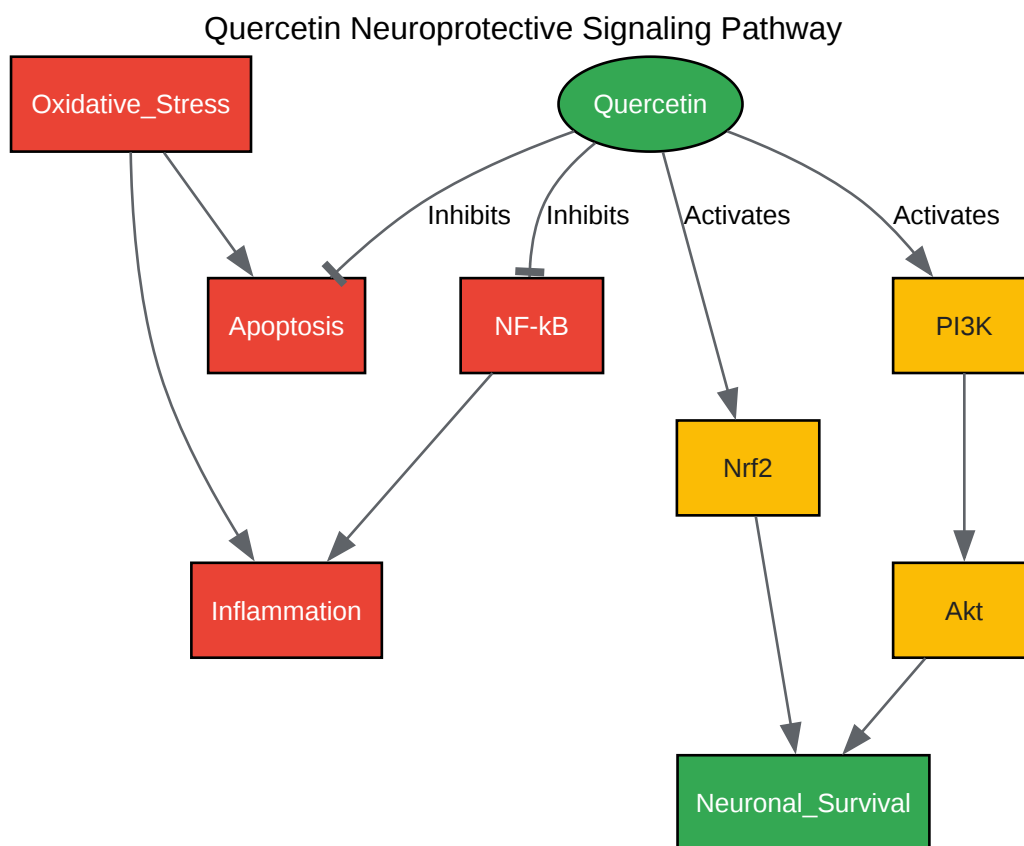 Quercetin Neuroprotective Signaling Pathway
Oxidative_Stress
Quercetin
Inhibits
Inhibits
Activates
Activates
Apoptosis
NF-kB
PI3K
Nrf2
Inflammation
Akt
Neuronal_Survival